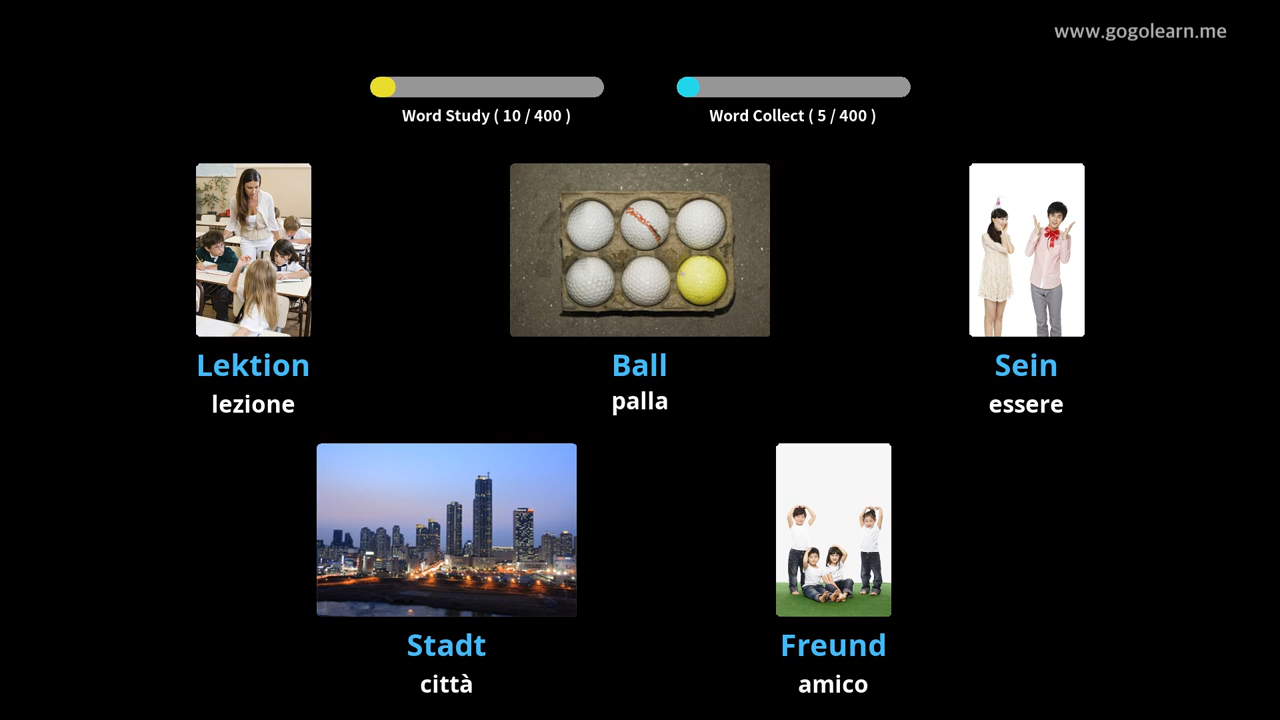 www.gogolearn.me
Word Study ( 10 / 400 )
Word Collect ( 5 / 400 )
Lektion
lezione
Ball
palla
Sein
essere
Stadt
città
Freund
amico